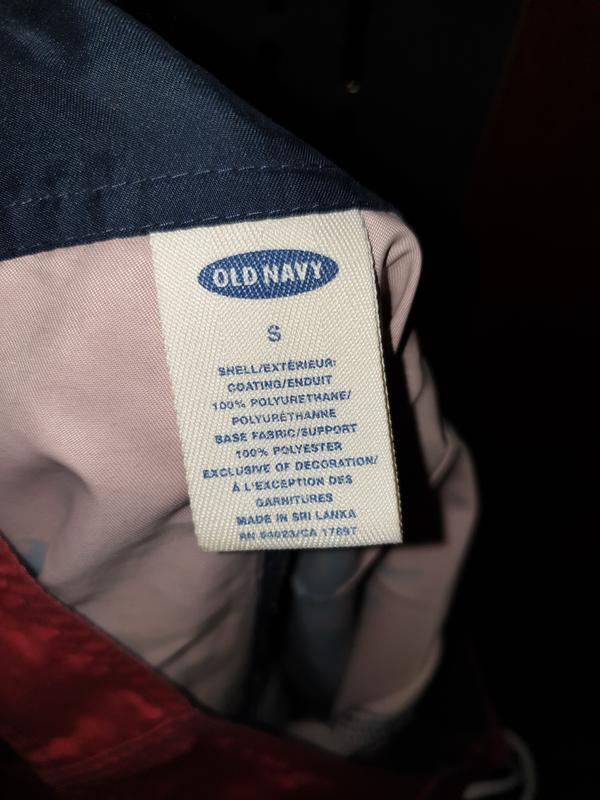 OLD NAVY
S
SHELL/EXTÉRIEUR:
COATING/ENDUIT
100% POLYURETHANE/
POLYURÉTHANNE
BASE FABRIC/SUPPORT
100% POLYESTER
EXCLUSIVE OF DECORATION/
À L'EXCEPTION DES
GARNITURES
MADE IN SRI LANKA
RN 54023/CA 17897